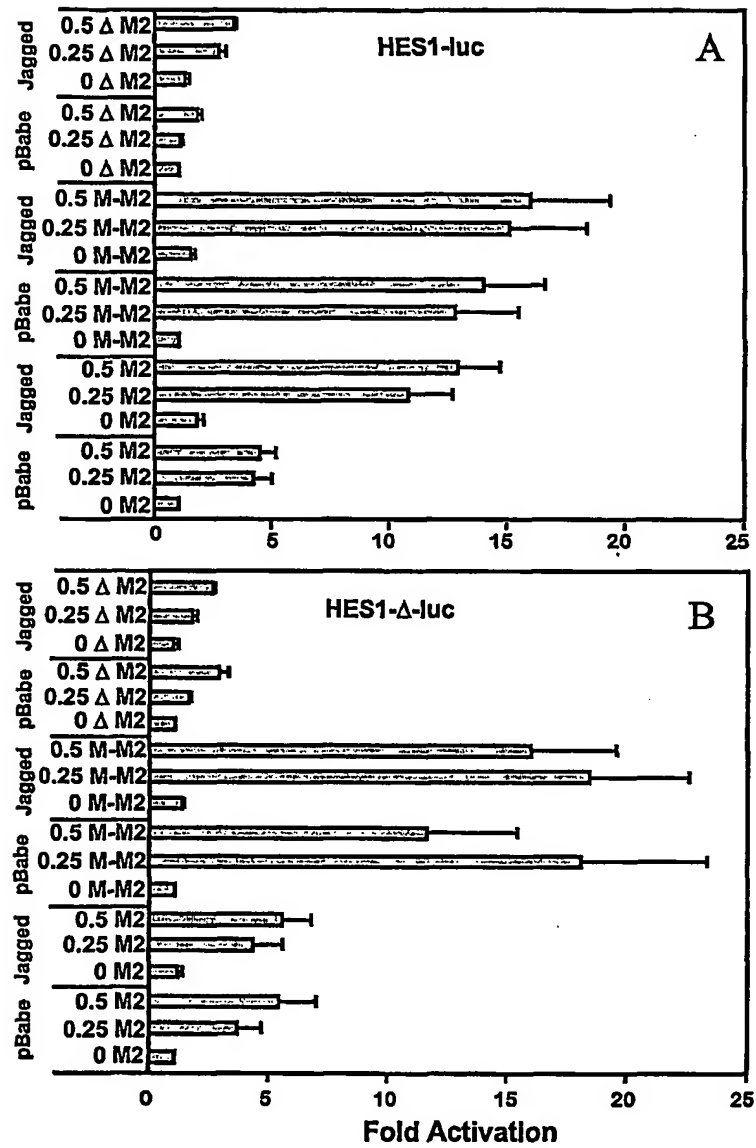 HES1-luc
A
Jagged
0.5 Δ M2
0.25 Δ M2
0 Δ M2
pBabe
0.5 Δ M2
0.25 Δ M2
0 Δ M2
Jagged
0.5 M-M2
0.25 M-M2
0 M-M2
pBabe
0.5 M-M2
0.25 M-M2
0 M-M2
Jagged
0.5 M2
0.25 M2
0 M2
pBabe
0.5 M2
0.25 M2
0 M2
0 5 10 15 20 25
HES1-Δ-luc
B
Jagged
0.5 Δ M2
0.25 Δ M2
0 Δ M2
pBabe
0.5 Δ M2
0.25 Δ M2
0 Δ M2
Jagged
0.5 M-M2
0.25 M-M2
0 M-M2
pBabe
0.5 M-M2
0.25 M-M2
0 M-M2
Jagged
0.5 M2
0.25 M2
0 M2
pBabe
0.5 M2
0.25 M2
0 M2
0 5 10 15 20 25
Fold Activation